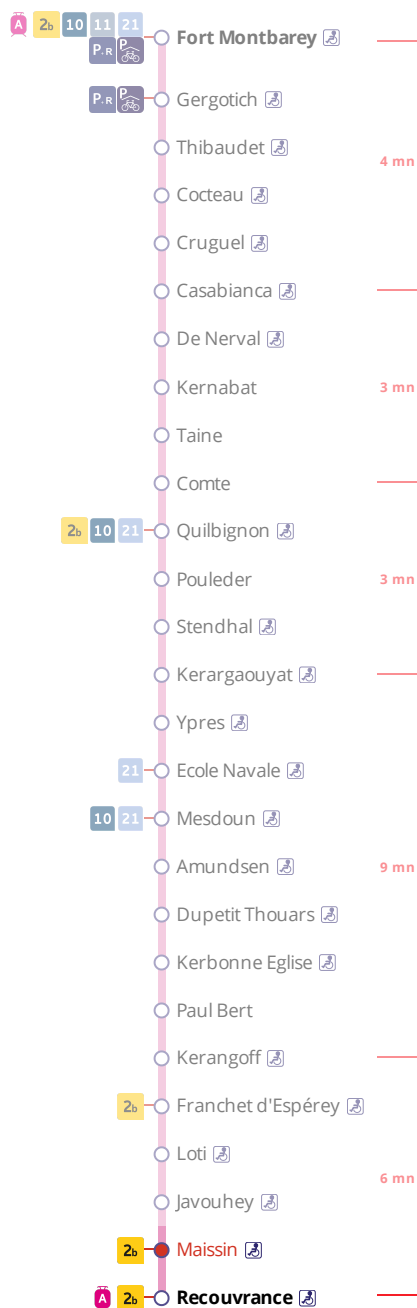 A 2b 10 11 21
Fort Montbarey
P+R P
P+R P Gergotich
Thibaudet
4 mn
Cocteau
Cruguel
Casabianca
De Nerval
Kernabat
3 mn
Taine
Comte
2b 10 21 Quilbignon
Pouleder
3 mn
Stendhal
Kerargaouyat
Ypres
21 Ecole Navale
10 21 Mesdoun
Amundsen
9 mn
Dupetit Thouars
Kerbonne Eglise
Paul Bert
Kerangoff
2b Franchet d'Espérey
Loti
6 mn
Javouhey
2b Maissin
A 2b Recouvrance